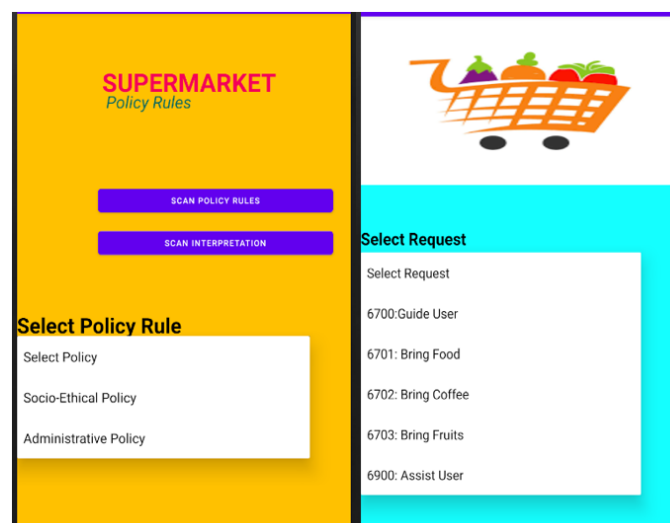 SUPERMARKET
Policy Rules
SCAN POLICY RULES
SCAN INTERPRETATION
Select Policy Rule
Select Policy
Socio-Ethical Policy
Administrative Policy
Select Request
Select Request
6700:Guide User
6701: Bring Food
6702: Bring Coffee
6703: Bring Fruits
6900: Assist User